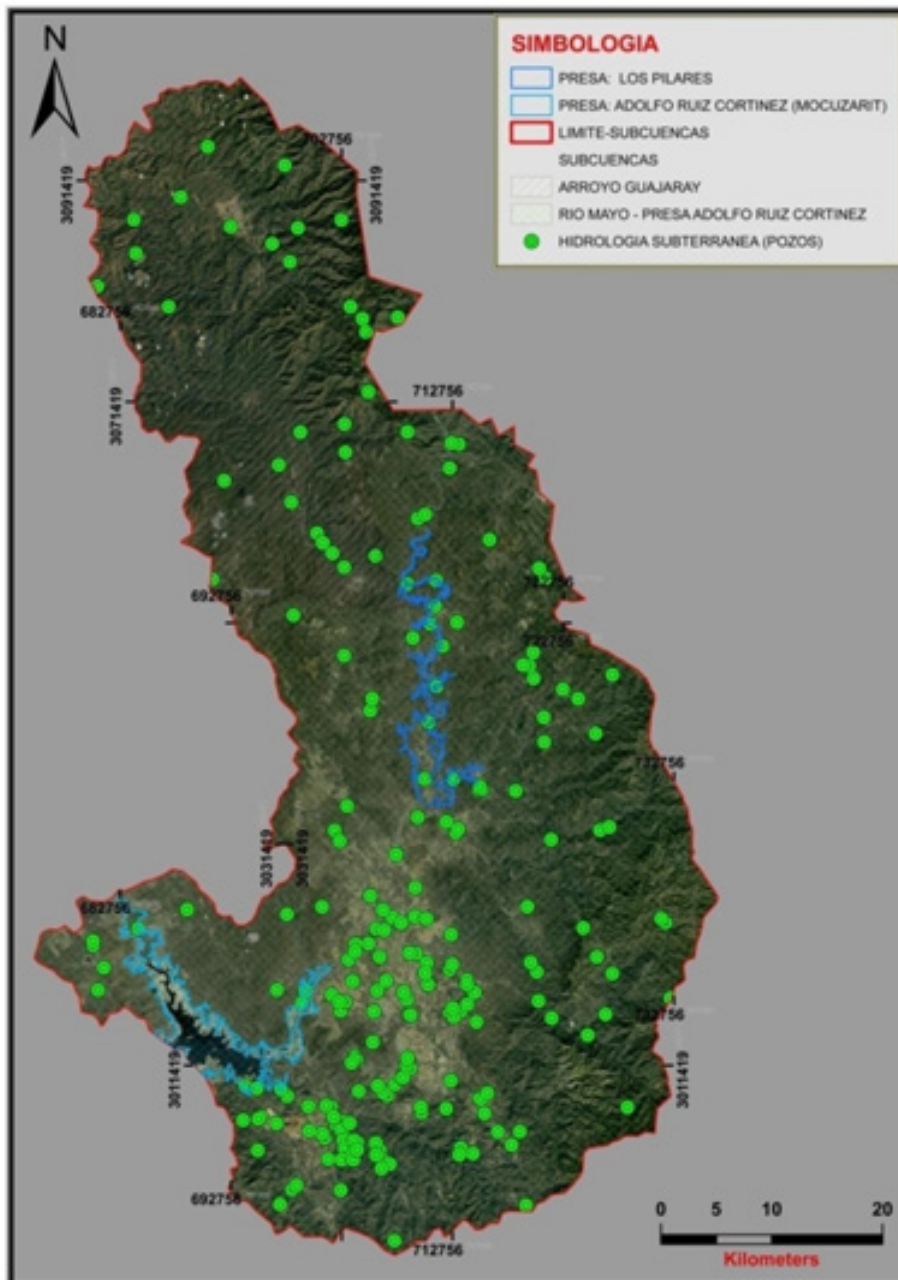 N
SIMBOLOGIA
PRESA: LOS PILARES
PRESA: ADOLFO RUIZ CORTINEZ (MOCUZARIT)
LIMITE-SUBCUENCAS
SUBCUENCAS
ARROYO GUAJARAY
RIO MAYO - PRESA ADOLFO RUIZ CORTINEZ
HIDROLOGIA SUBTERRANEA (POZOS)
3091419
3091419
682756
712756
3071419
692756
732756
3031419
3031419
682756
3011419
3011419
692756
712756
0 5 10 20
Kilometers